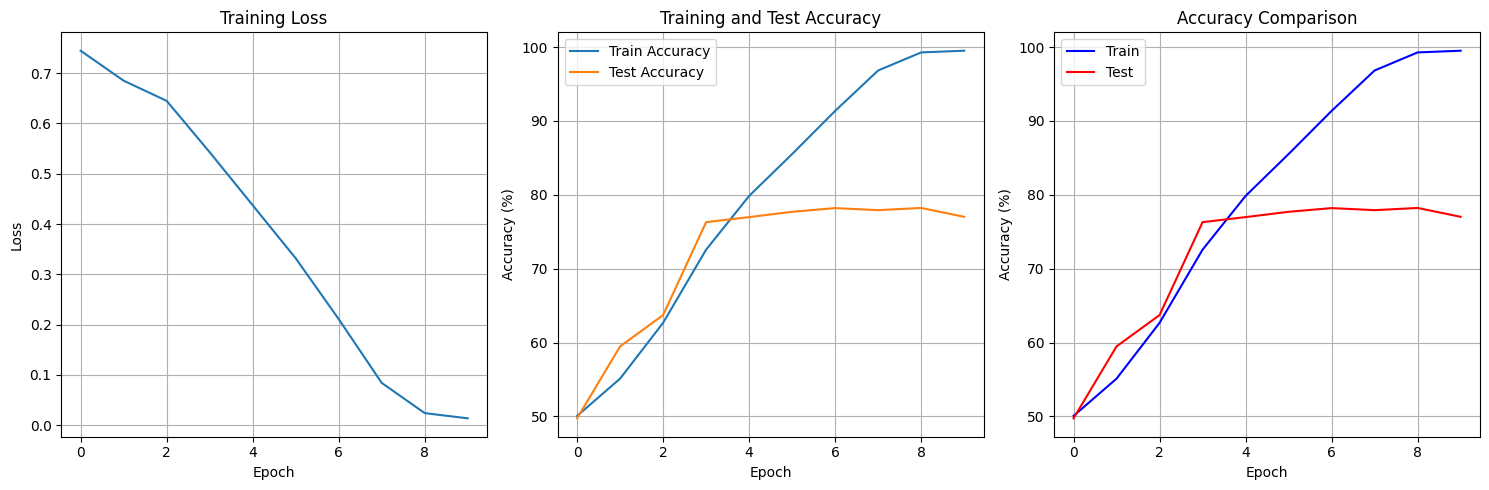 Training Loss
Loss
0.7
0.6
0.5
0.4
0.3
0.2
0.1
0.0
0 2 4 6 8
Epoch
Training and Test Accuracy
Train Accuracy
Test Accuracy
Accuracy (%)
100
90
80
70
60
50
0 2 4 6 8
Epoch
Accuracy Comparison
Train
Test
Accuracy (%)
100
90
80
70
60
50
0 2 4 6 8
Epoch